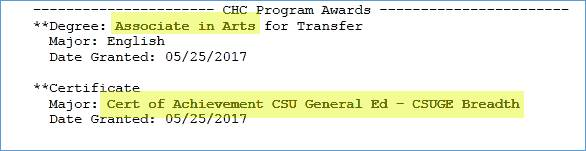 --------------------- CHC Program Awards ----------------------
**Degree: Associate in Arts for Transfer
Major: English
Date Granted: 05/25/2017
**Certificate
Major: Cert of Achievement CSU General Ed - CSUGE Breadth
Date Granted: 05/25/2017